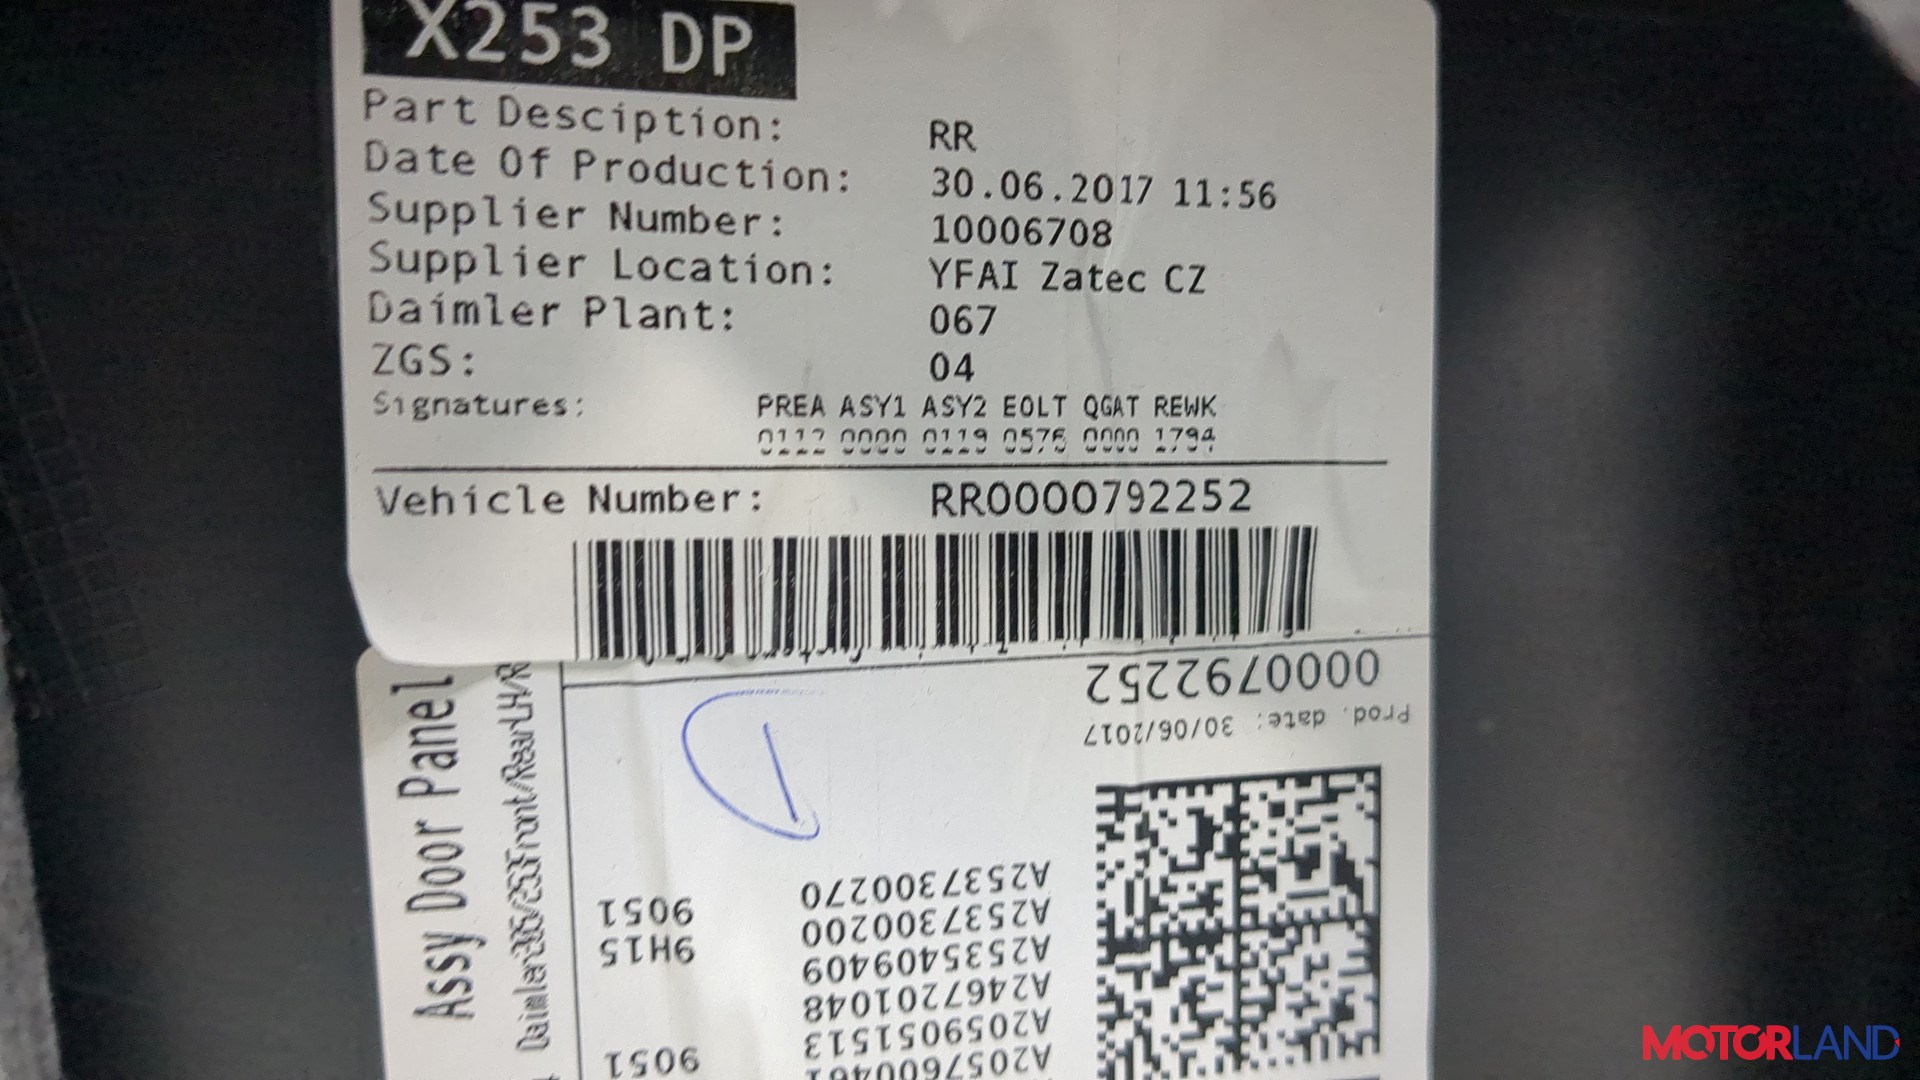 X253 DP
Part Desciption: RR
Date Of Production: 30.06.2017 11:56
Supplier Number: 10006708
Supplier Location: YFAI Zatec CZ
Daimler Plant: 067
ZGS: 04
Signatures: PREA ASY1 ASY2 EOLT QGAT REWK
0112 0000 0119 0576 0000 1794
Vehicle Number: RR0000792252
0000792252
Prod. date: 30/06/2017
Assy Door Panel
A2537300270
A2537300200 9051
A2535409409 9H15
A2467201048
A2059051513
A2057600461 9051
MOTORLAND